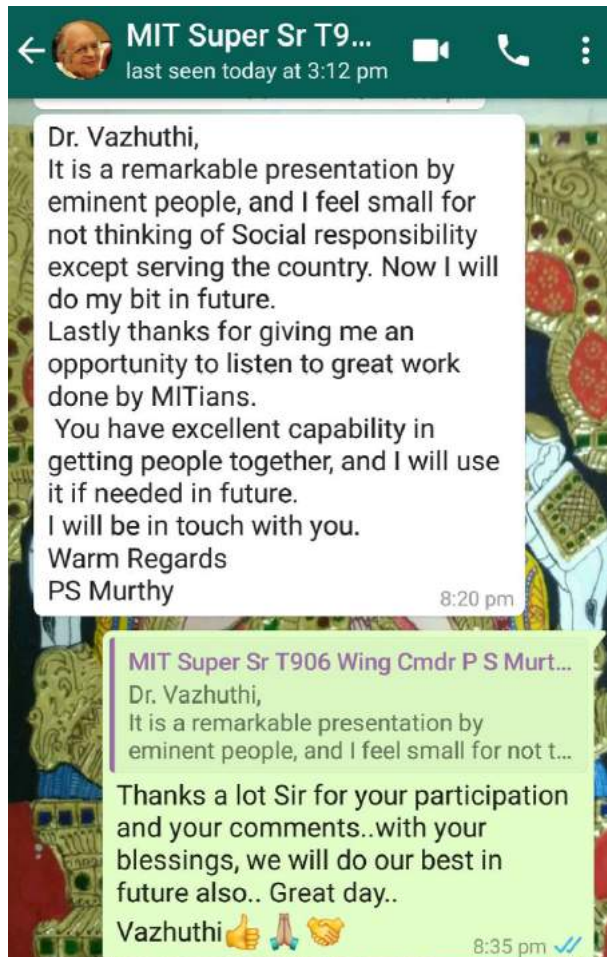 MIT Super Sr T9...
last seen today at 3:12 pm
Dr. Vazhuthi,
It is a remarkable presentation by
eminent people, and I feel small for
not thinking of Social responsibility
except serving the country. Now I will
do my bit in future.
Lastly thanks for giving me an
opportunity to listen to great work
done by MITians.
You have excellent capability in
getting people together, and I will use
it if needed in future.
I will be in touch with you.
Warm Regards
PS Murthy
8:20 pm
MIT Super Sr T906 Wing Cmdr P S Murt...
Dr. Vazhuthi,
It is a remarkable presentation by
eminent people, and I feel small for not t...
Thanks a lot Sir for your participation
and your comments..with your
blessings, we will do our best in
future also.. Great day..
Vazhuthi👍🙏🤝
8:35 pm